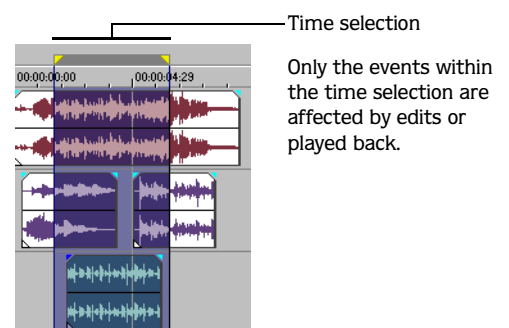 Time selection
Only the events within
the time selection are
affected by edits or
played back.
00:00:00:00 00:00:04:29